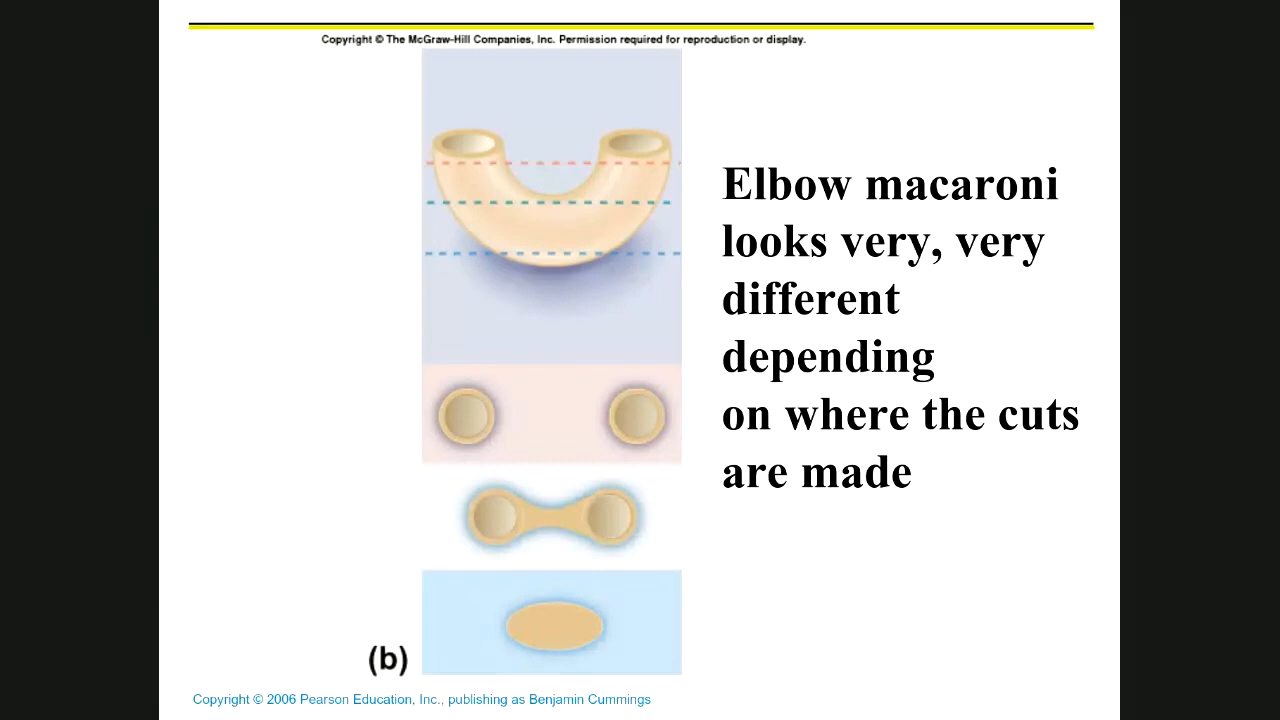 Copyright © The McGraw-Hill Companies, Inc. Permission required for reproduction or display.
Elbow macaroni
looks very, very
different
depending
on where the cuts
are made
(b)
Copyright © 2006 Pearson Education, Inc., publishing as Benjamin Cummings